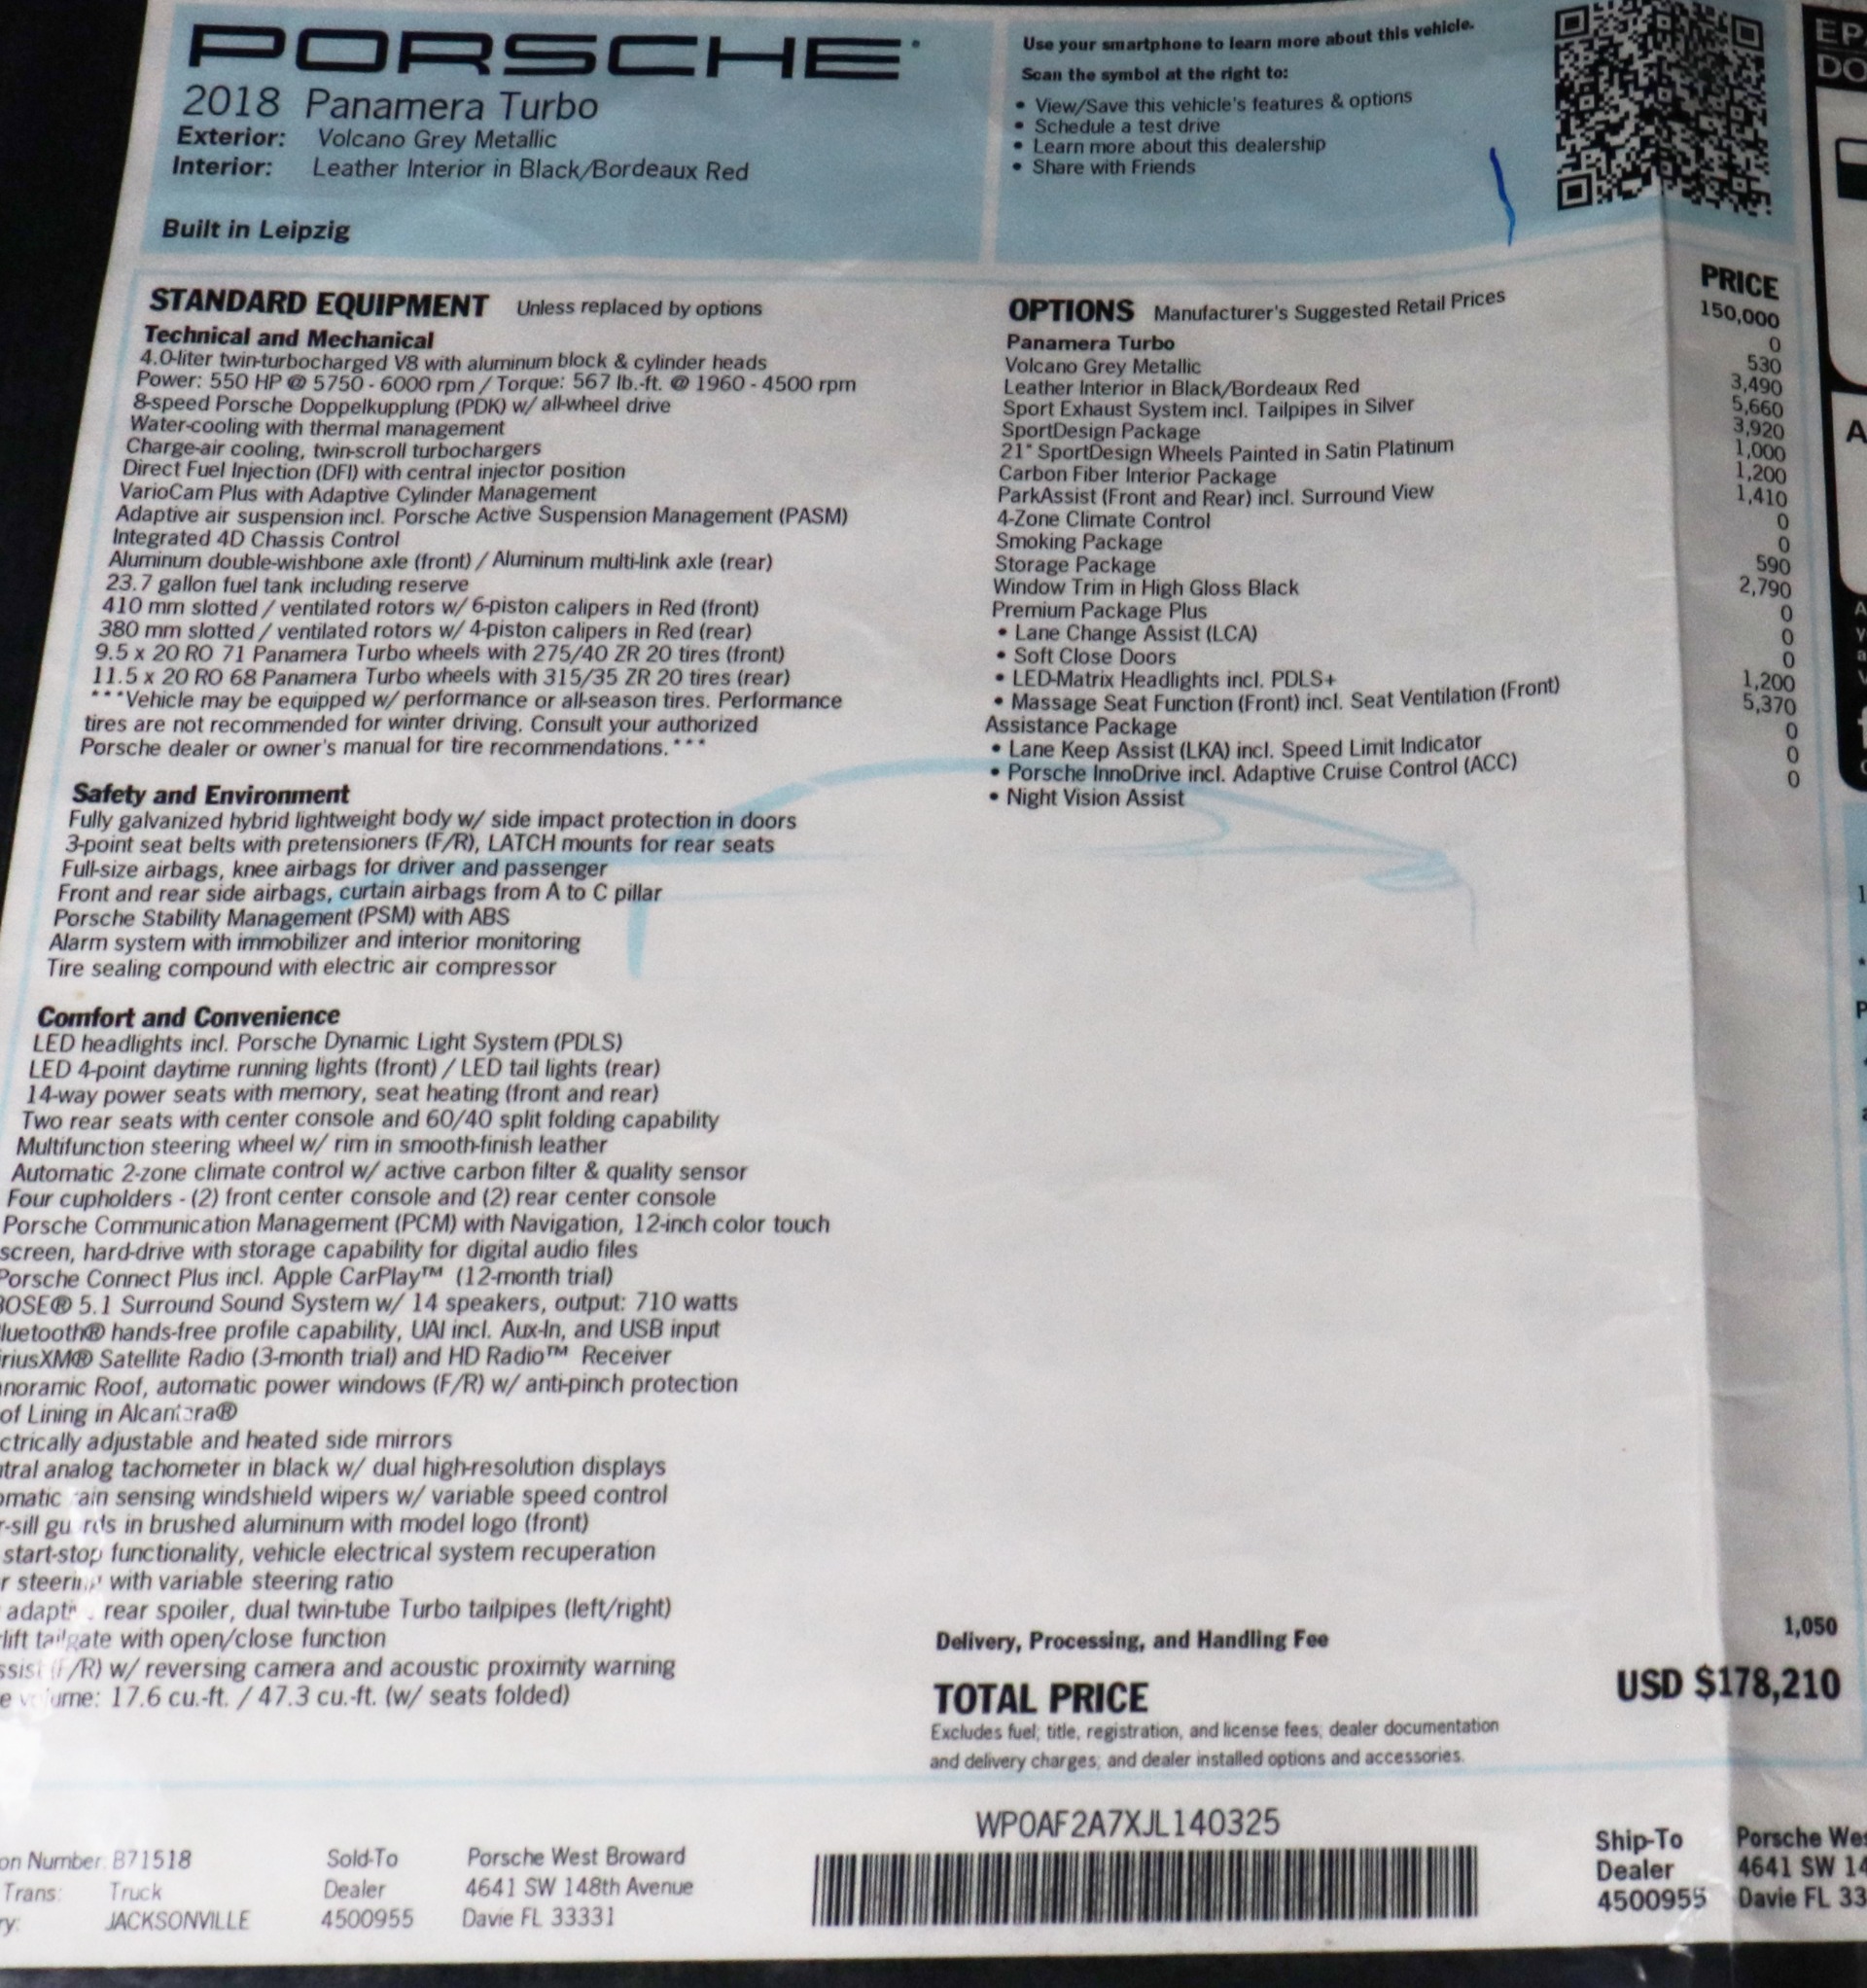 PORSCHE
2018 Panamera Turbo
Exterior: Volcano Grey Metallic
Interior: Leather Interior in Black/Bordeaux Red
Built in Leipzig
Use your smartphone to learn more about this vehicle.
Scan the symbol at the right to:
• View/Save this vehicle's features & options
• Schedule a test drive
• Learn more about this dealership
• Share with Friends
STANDARD EQUIPMENT Unless replaced by options
Technical and Mechanical
4.0-liter twin-turbocharged V8 with aluminum block & cylinder heads
Power: 550 HP @ 5750 - 6000 rpm / Torque: 567 lb.-ft. @ 1960 - 4500 rpm
8-speed Porsche Doppelkupplung (PDK) w/ all-wheel drive
Water-cooling with thermal management
Charge-air cooling, twin-scroll turbochargers
Direct Fuel Injection (DFI) with central injector position
VarioCam Plus with Adaptive Cylinder Management
Adaptive air suspension incl. Porsche Active Suspension Management (PASM)
Integrated 4D Chassis Control
Aluminum double-wishbone axle (front) / Aluminum multi-link axle (rear)
23.7 gallon fuel tank including reserve
410 mm slotted / ventilated rotors w/ 6-piston calipers in Red (front)
380 mm slotted / ventilated rotors w/ 4-piston calipers in Red (rear)
9.5 x 20 RO 71 Panamera Turbo wheels with 275/40 ZR 20 tires (front)
11.5 x 20 RO 68 Panamera Turbo wheels with 315/35 ZR 20 tires (rear)
***Vehicle may be equipped w/ performance or all-season tires. Performance
tires are not recommended for winter driving. Consult your authorized
Porsche dealer or owner's manual for tire recommendations.***
Safety and Environment
Fully galvanized hybrid lightweight body w/ side impact protection in doors
3-point seat belts with pretensioners (F/R), LATCH mounts for rear seats
Full-size airbags, knee airbags for driver and passenger
Front and rear side airbags, curtain airbags from A to C pillar
Porsche Stability Management (PSM) with ABS
Alarm system with immobilizer and interior monitoring
Tire sealing compound with electric air compressor
Comfort and Convenience
LED headlights incl. Porsche Dynamic Light System (PDLS)
LED 4-point daytime running lights (front) / LED tail lights (rear)
14-way power seats with memory, seat heating (front and rear)
Two rear seats with center console and 60/40 split folding capability
Multifunction steering wheel w/ rim in smooth-finish leather
Automatic 2-zone climate control w/ active carbon filter & quality sensor
Four cupholders - (2) front center console and (2) rear center console
Porsche Communication Management (PCM) with Navigation, 12-inch color touch
screen, hard-drive with storage capability for digital audio files
Porsche Connect Plus incl. Apple CarPlay™ (12-month trial)
BOSE® 5.1 Surround Sound System w/ 14 speakers, output: 710 watts
luetooth® hands-free profile capability, UAI incl. Aux-In, and USB input
iriusXM® Satellite Radio (3-month trial) and HD Radio™ Receiver
anoramic Roof, automatic power windows (F/R) w/ anti-pinch protection
of Lining in Alcantara®
ctrically adjustable and heated side mirrors
ntral analog tachometer in black w/ dual high-resolution displays
omatic rain sensing windshield wipers w/ variable speed control
r-sill guards in brushed aluminum with model logo (front)
start-stop functionality, vehicle electrical system recuperation
r steering with variable steering ratio
adaptive rear spoiler, dual twin-tube Turbo tailpipes (left/right)
lift tailgate with open/close function
ssist (F/R) w/ reversing camera and acoustic proximity warning
e volume: 17.6 cu.-ft. / 47.3 cu.-ft. (w/ seats folded)
OPTIONS Manufacturer's Suggested Retail Prices
Panamera Turbo
Volcano Grey Metallic
Leather Interior in Black/Bordeaux Red
Sport Exhaust System incl. Tailpipes in Silver
SportDesign Package
21" SportDesign Wheels Painted in Satin Platinum
Carbon Fiber Interior Package
ParkAssist (Front and Rear) incl. Surround View
4-Zone Climate Control
Smoking Package
Storage Package
Window Trim in High Gloss Black
Premium Package Plus
• Lane Change Assist (LCA)
• Soft Close Doors
• LED-Matrix Headlights incl. PDLS+
• Massage Seat Function (Front) incl. Seat Ventilation (Front)
Assistance Package
• Lane Keep Assist (LKA) incl. Speed Limit Indicator
• Porsche InnoDrive incl. Adaptive Cruise Control (ACC)
• Night Vision Assist
PRICE
150,000
0
530
3,490
5,660
3,920
1,000
1,200
1,410
0
0
590
2,790
0
0
0
1,200
5,370
0
0
0
Delivery, Processing, and Handling Fee 1,050
TOTAL PRICE USD $178,210
Excludes fuel, title, registration, and license fees, dealer documentation
and delivery charges, and dealer installed options and accessories.
WP0AF2A7XJL140325
on Number: B71518
Trans: Truck
ry: JACKSONVILLE
Sold-To
Dealer
4500955
Porsche West Broward
4641 SW 148th Avenue
Davie FL 33331
Ship-To
Dealer
4500955
Porsche Wes
4641 SW 14
Davie FL 33
EPA
DO